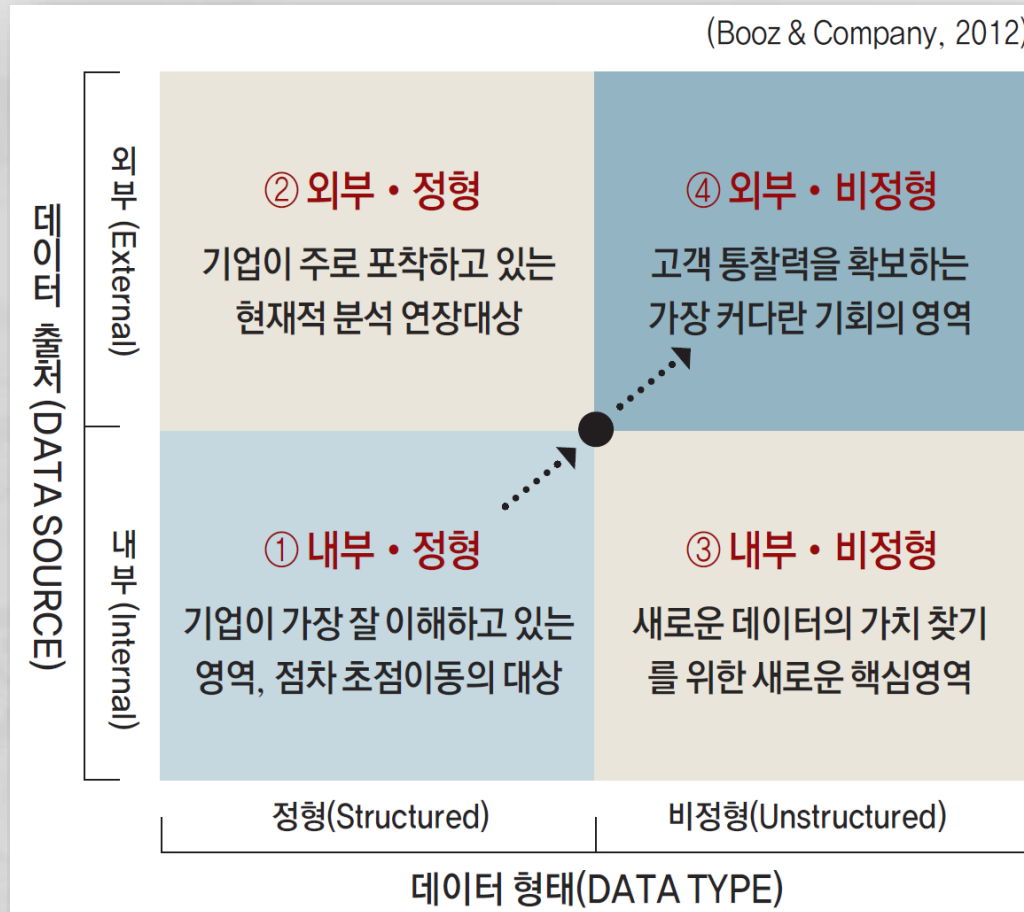 (Booz & Company, 2012)
데이터 출처(DATA SOURCE)
외부 (External)
② 외부 • 정형
기업이 주로 포착하고 있는
현재적 분석 연장대상
④ 외부 • 비정형
고객 통찰력을 확보하는
가장 커다란 기회의 영역
내부 (Internal)
① 내부 • 정형
기업이 가장 잘 이해하고 있는
영역, 점차 초점이동의 대상
③ 내부 • 비정형
새로운 데이터의 가치 찾기
를 위한 새로운 핵심영역
정형(Structured)
비정형(Unstructured)
데이터 형태(DATA TYPE)